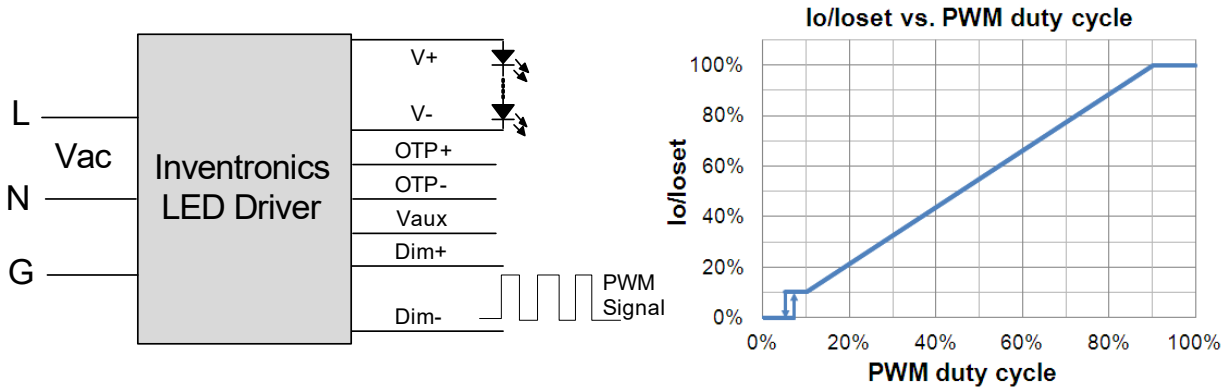 L
Vac
N
G
Inventronics
LED Driver
V+
V-
OTP+
OTP-
Vaux
Dim+
Dim-
PWM
Signal
Io/Ioset vs. PWM duty cycle
Io/Ioset
100%
80%
60%
40%
20%
0%
0%
20%
40%
60%
80%
100%
PWM duty cycle